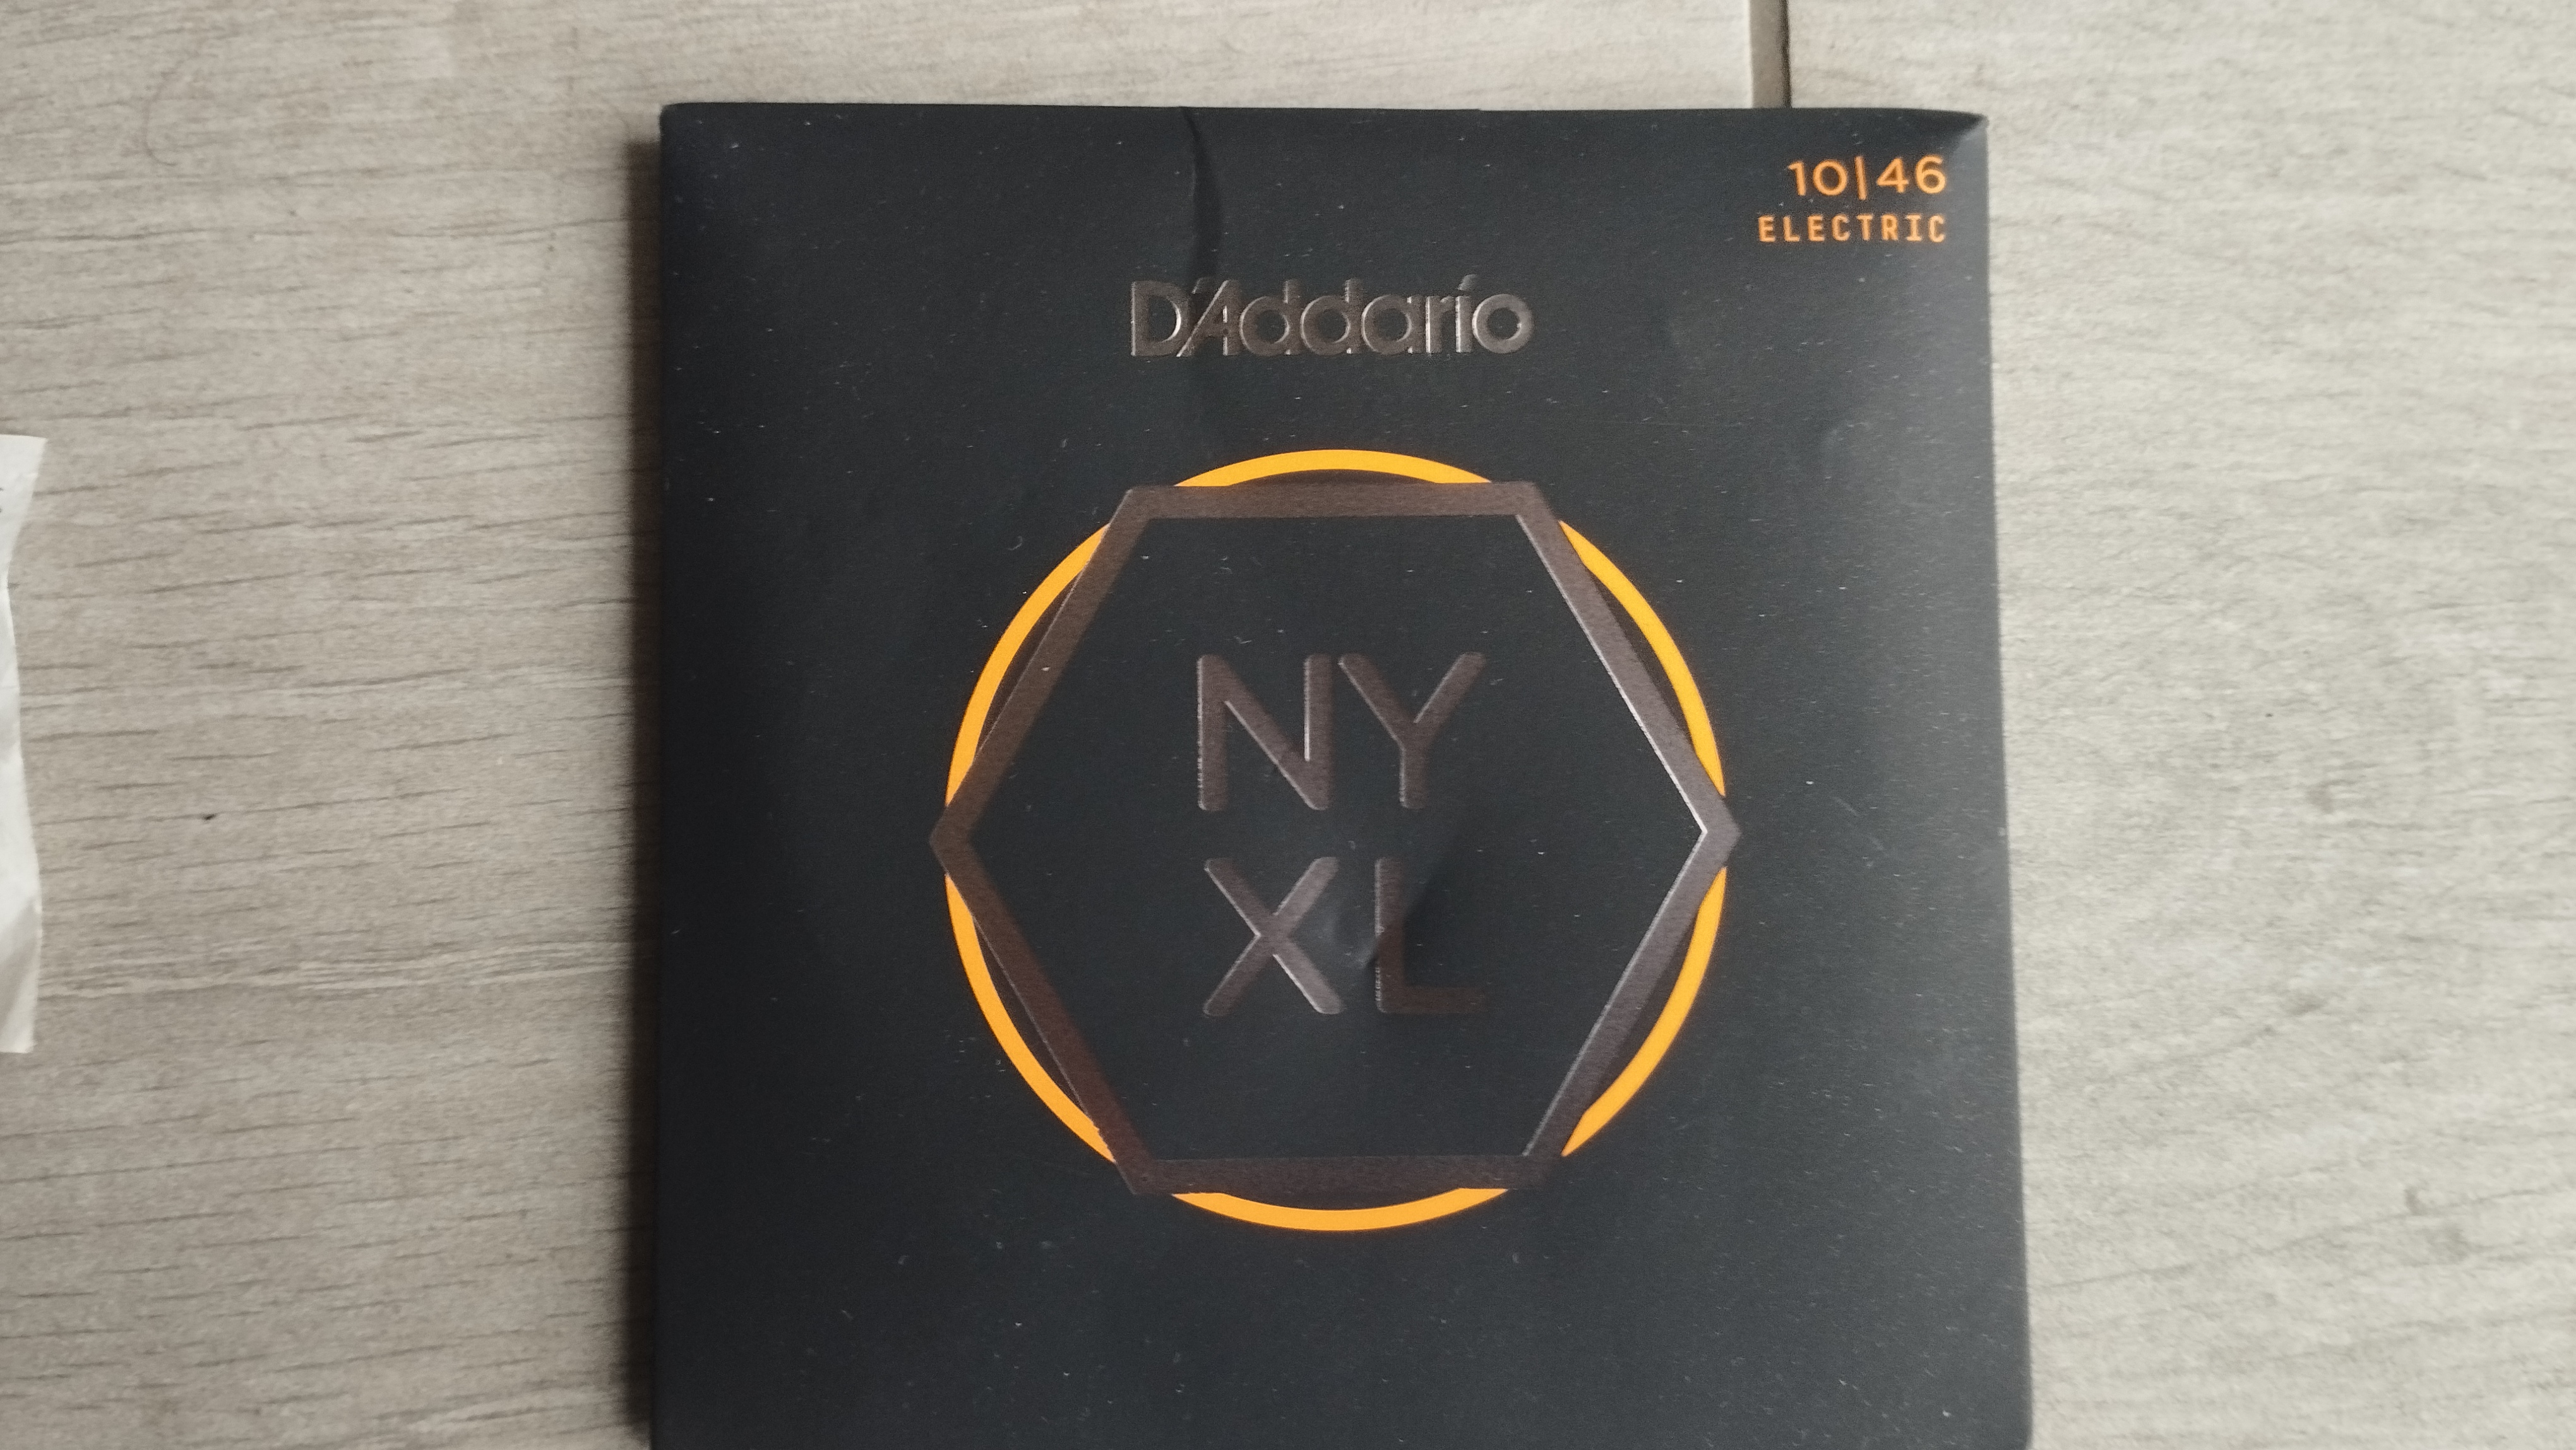 10|46
ELECTRIC
D'Addario
NY
XL